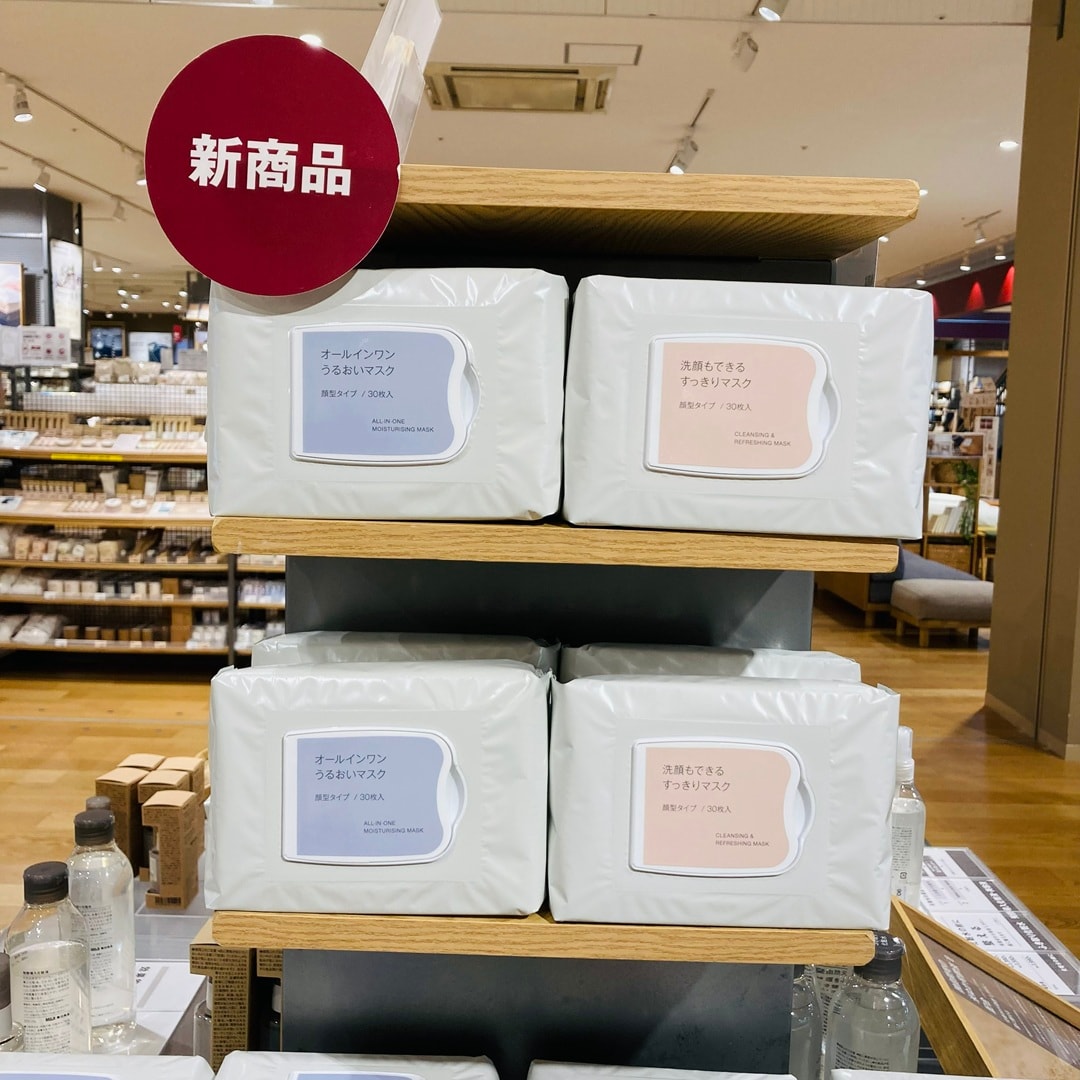 新商品
オールインワン
うるおいマスク
顔型タイプ / 30枚入
ALL-IN-ONE
MOISTURISING MASK
洗顔もできる
すっきりマスク
顔型タイプ / 30枚入
CLEANSING &
REFRESHING MASK
オールインワン
うるおいマスク
顔型タイプ / 30枚入
ALL-IN-ONE
MOISTURISING MASK
洗顔もできる
すっきりマスク
顔型タイプ / 30枚入
CLEANSING &
REFRESHING MASK